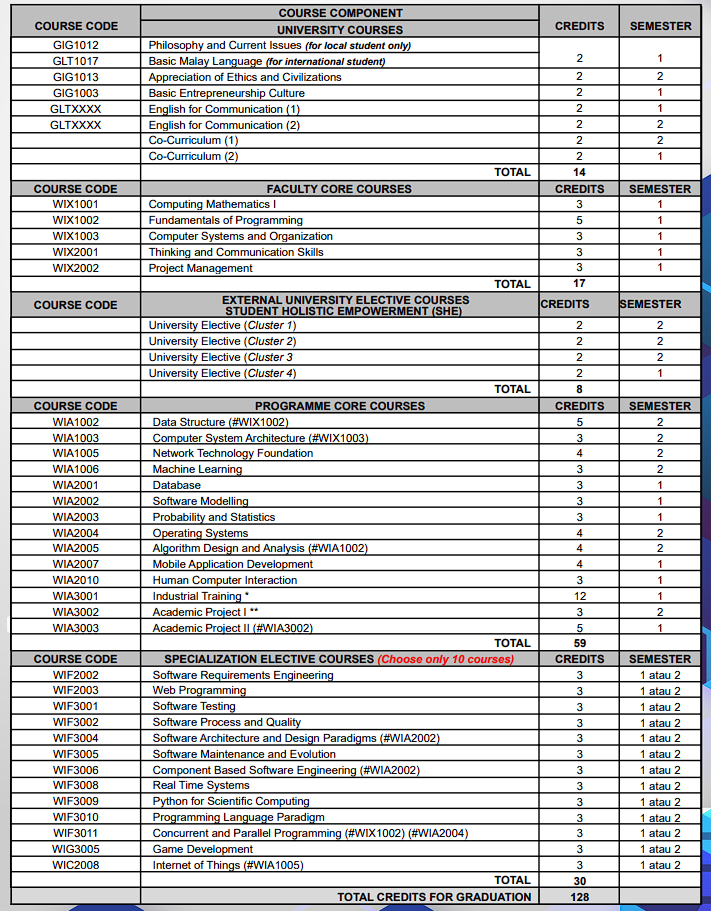 COURSE CODE COURSE COMPONENT CREDITS SEMESTER
UNIVERSITY COURSES
GIG1012 Philosophy and Current Issues (for local student only)
GLT1017 Basic Malay Language (for international student) 2 1
GIG1013 Appreciation of Ethics and Civilizations 2 2
GIG1003 Basic Entrepreneurship Culture 2 1
GLTXXXX English for Communication (1) 2 1
GLTXXXX English for Communication (2) 2 2
Co-Curriculum (1) 2 2
Co-Curriculum (2) 2 1
TOTAL 14
COURSE CODE FACULTY CORE COURSES CREDITS SEMESTER
WIX1001 Computing Mathematics I 3 1
WIX1002 Fundamentals of Programming 5 1
WIX1003 Computer Systems and Organization 3 1
WIX2001 Thinking and Communication Skills 3 1
WIX2002 Project Management 3 1
TOTAL 17
COURSE CODE EXTERNAL UNIVERSITY ELECTIVE COURSES CREDITS SEMESTER
STUDENT HOLISTIC EMPOWERMENT (SHE)
University Elective (Cluster 1) 2 2
University Elective (Cluster 2) 2 2
University Elective (Cluster 3 2 2
University Elective (Cluster 4) 2 1
TOTAL 8
COURSE CODE PROGRAMME CORE COURSES CREDITS SEMESTER
WIA1002 Data Structure (#WIX1002) 5 2
WIA1003 Computer System Architecture (#WIX1003) 3 2
WIA1005 Network Technology Foundation 4 2
WIA1006 Machine Learning 3 2
WIA2001 Database 3 1
WIA2002 Software Modelling 3 1
WIA2003 Probability and Statistics 3 1
WIA2004 Operating Systems 4 2
WIA2005 Algorithm Design and Analysis (#WIA1002) 4 2
WIA2007 Mobile Application Development 4 1
WIA2010 Human Computer Interaction 3 1
WIA3001 Industrial Training * 12 1
WIA3002 Academic Project I ** 3 2
WIA3003 Academic Project II (#WIA3002) 5 1
TOTAL 59
COURSE CODE SPECIALIZATION ELECTIVE COURSES (Choose only 10 courses) CREDITS SEMESTER
WIF2002 Software Requirements Engineering 3 1 atau 2
WIF2003 Web Programming 3 1 atau 2
WIF3001 Software Testing 3 1 atau 2
WIF3002 Software Process and Quality 3 1 atau 2
WIF3004 Software Architecture and Design Paradigms (#WIA2002) 3 1 atau 2
WIF3005 Software Maintenance and Evolution 3 1 atau 2
WIF3006 Component Based Software Engineering (#WIA2002) 3 1 atau 2
WIF3008 Real Time Systems 3 1 atau 2
WIF3009 Python for Scientific Computing 3 1 atau 2
WIF3010 Programming Language Paradigm 3 1 atau 2
WIF3011 Concurrent and Parallel Programming (#WIX1002) (#WIA2004) 3 1 atau 2
WIG3005 Game Development 3 1 atau 2
WIC2008 Internet of Things (#WIA1005) 3 1 atau 2
TOTAL 30
TOTAL CREDITS FOR GRADUATION 128